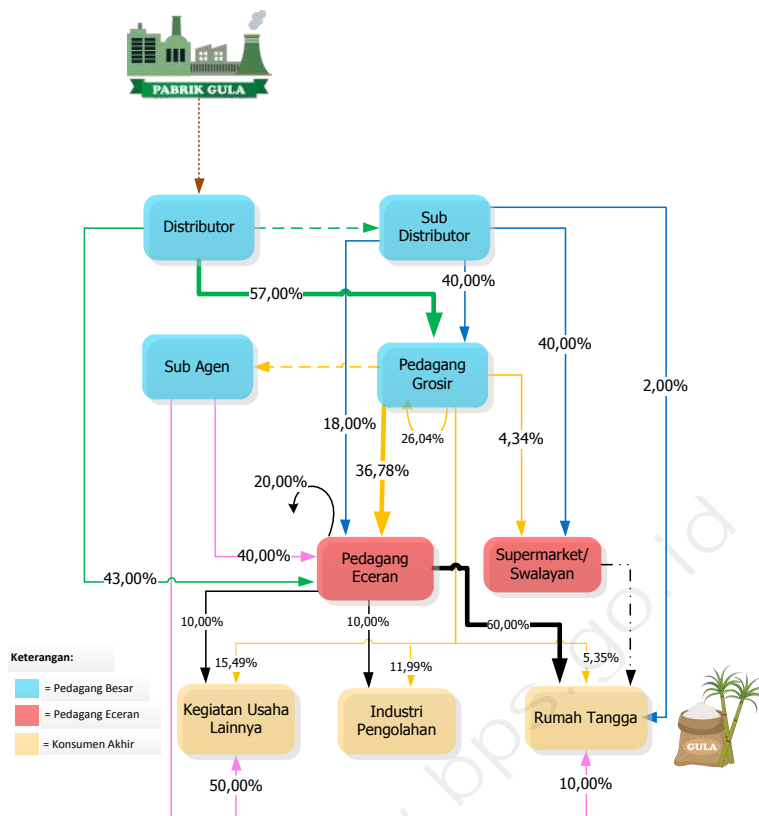 PABRIK GULA
Distributor
Sub
Distributor
57,00%
40,00%
Sub Agen
Pedagang
Grosir
40,00%
2,00%
18,00%
26,04%
4,34%
36,78%
20,00%
40,00%
Pedagang
Eceran
Supermarket/
Swalayan
43,00%
10,00%
10,00%
60,00%
15,49%
11,99%
5,35%
Keterangan:
= Pedagang Besar
= Pedagang Eceran
= Konsumen Akhir
Kegiatan Usaha
Lainnya
Industri
Pengolahan
Rumah Tangga
GULA
50,00%
10,00%
bps.go.id